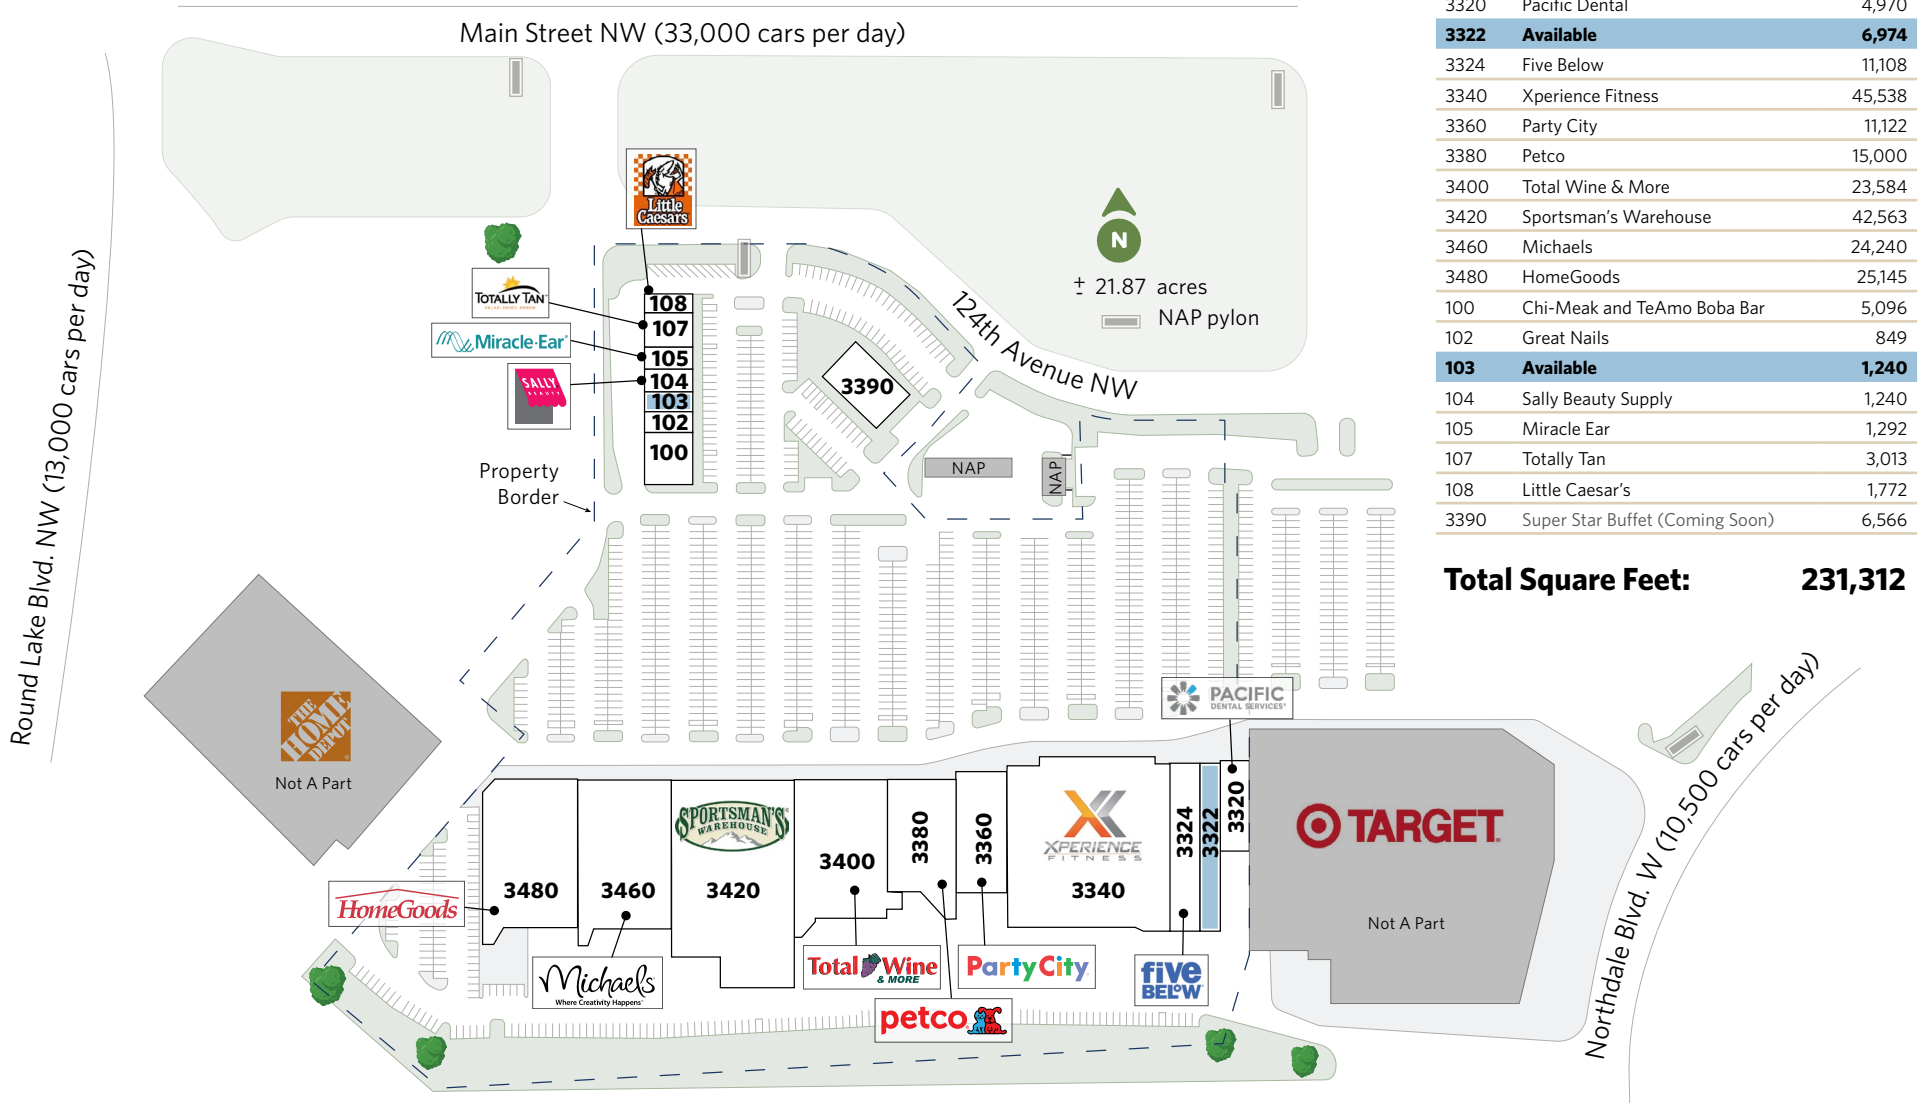 Main Street NW (33,000 cars per day)
3320 Pacific Dental 4,970
3322 Available 6,974
3324 Five Below 11,108
3340 Xperience Fitness 45,538
3360 Party City 11,122
3380 Petco 15,000
3400 Total Wine & More 23,584
3420 Sportsman's Warehouse 42,563
3460 Michaels 24,240
3480 HomeGoods 25,145
100 Chi-Meak and TeAmo Boba Bar 5,096
102 Great Nails 849
103 Available 1,240
104 Sally Beauty Supply 1,240
105 Miracle Ear 1,292
107 Totally Tan 3,013
108 Little Caesar's 1,772
3390 Super Star Buffet (Coming Soon) 6,566
Total Square Feet: 231,312
Little
Caesars
N
± 21.87 acres
NAP pylon
TOTALLY TAN
Miracle-Ear
SALLY
BEAUTY
108
107
105
104
103
102
100
3390
124th Avenue NW
NAP
NAP
Property
Border
Round Lake Blvd. NW (13,000 cars per day)
THE
HOME
DEPOT
Not A Part
PACIFIC
DENTAL SERVICES
SPORTSMAN'S
WAREHOUSE
XPERIENCE
FITNESS
3480
3460
3420
3400
3380
3360
3340
3324
3322
3320
TARGET
Not A Part
HomeGoods
Michaels
Where Creativity Happens
Total Wine
& MORE
PartyCity
five
BELOW
petco
Northdale Blvd. W (10,500 cars per day)